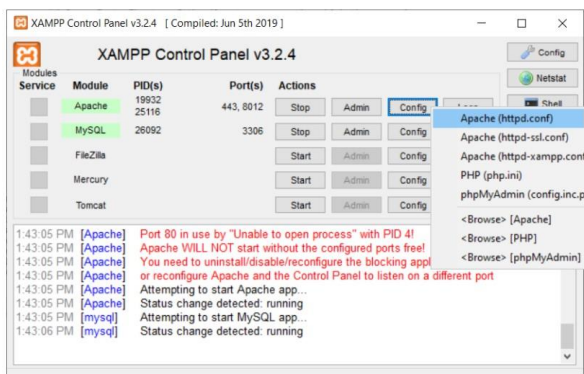 XAMPP Control Panel v3.2.4 [ Compiled: Jun 5th 2019 ]
XAMPP Control Panel v3.2.4
Config
Modules
Service Module PID(s) Port(s) Actions
Netstat
Apache 19932 25116 443, 8012 Stop Admin Config
Shell
MySQL 26092 3306 Stop Admin Config
FileZilla Start Admin Config
Mercury Start Admin Config
Tomcat Start Admin Config
Apache (httpd.conf)
Apache (httpd-ssl.conf)
Apache (httpd-xampp.conf
PHP (php.ini)
phpMyAdmin (config.inc.p
<Browse> [Apache]
<Browse> [PHP]
<Browse> [phpMyAdmin]
1:43:05 PM [Apache] Port 80 in use by "Unable to open process" with PID 4!
1:43:05 PM [Apache] Apache WILL NOT start without the configured ports free!
1:43:05 PM [Apache] You need to uninstall/disable/reconfigure the blocking appl
1:43:05 PM [Apache] or reconfigure Apache and the Control Panel to listen on a different port
1:43:05 PM [Apache] Attempting to start Apache app...
1:43:05 PM [Apache] Status change detected: running
1:43:06 PM [mysql] Attempting to start MySQL app...
1:43:06 PM [mysql] Status change detected: running